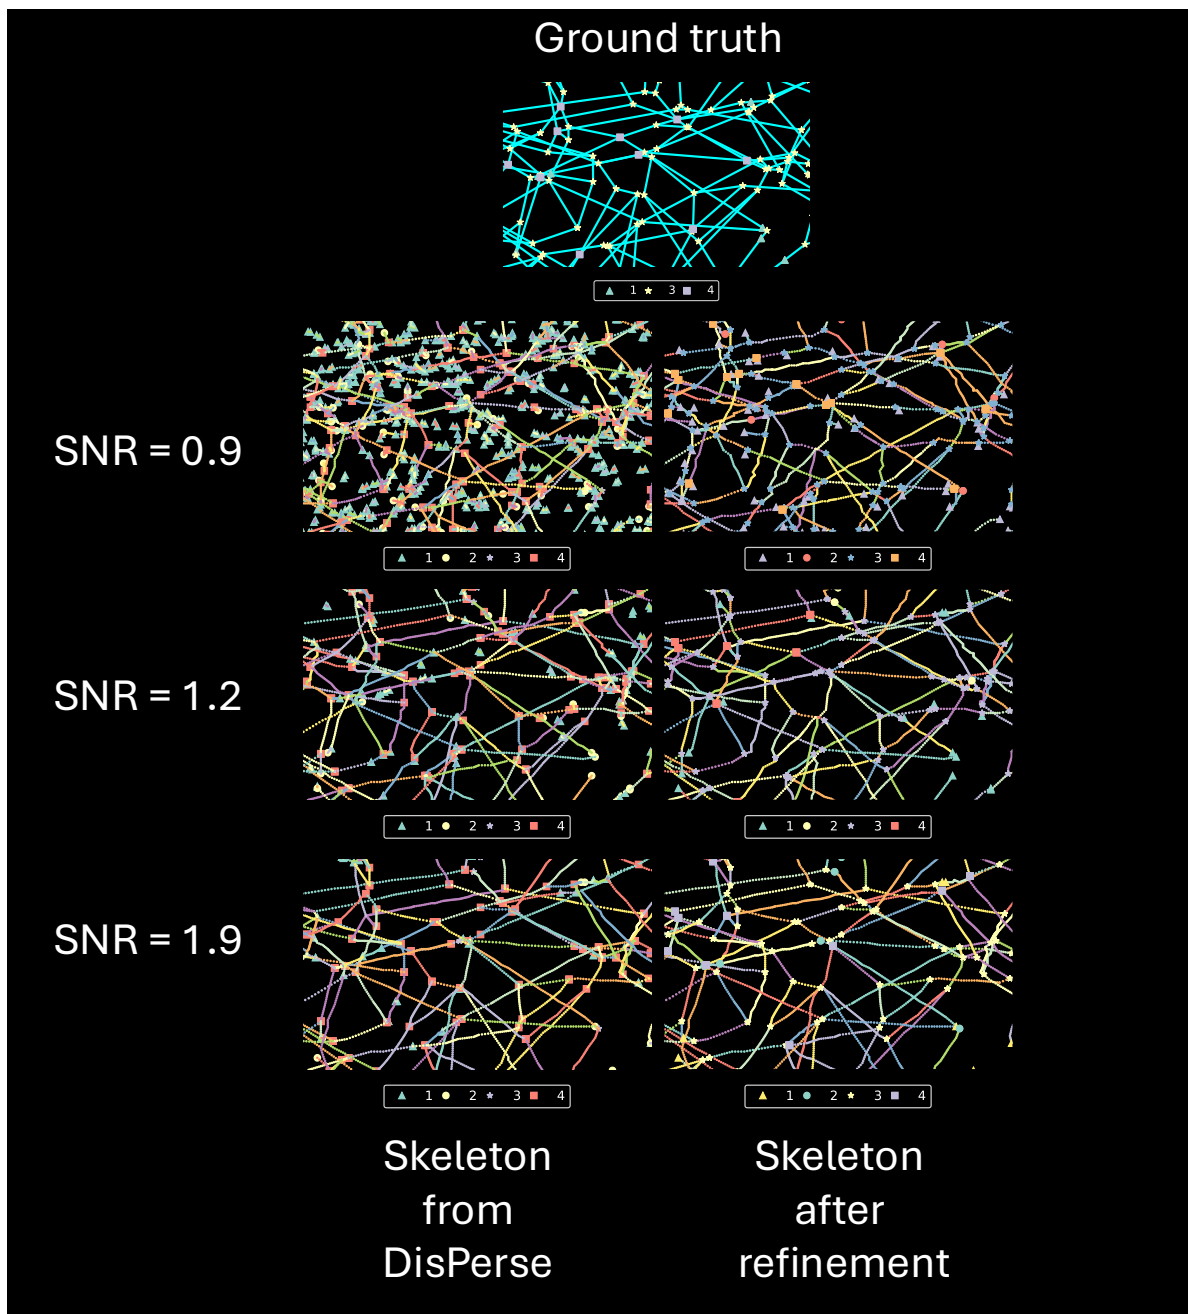 Ground truth
1 3 4
SNR = 0.9
1 2 3 4
1 2 3 4
SNR = 1.2
1 2 3 4
1 2 3 4
SNR = 1.9
1 2 3 4
1 2 3 4
Skeleton
from
DisPerse
Skeleton
after
refinement